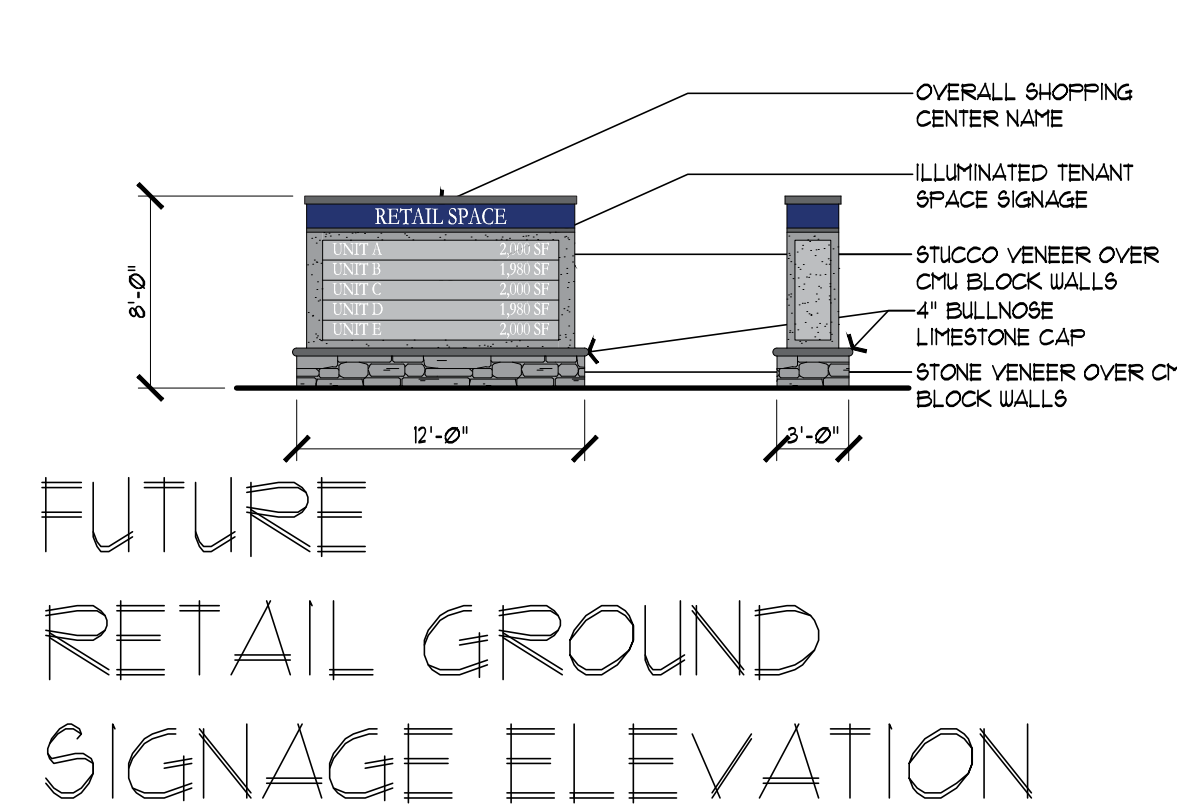 OVERALL SHOPPING
CENTER NAME
ILLUMINATED TENANT
SPACE SIGNAGE
RETAIL SPACE
UNIT A 2,000 SF
UNIT B 1,980 SF
UNIT C 2,000 SF
UNIT D 1,980 SF
UNIT E 2,000 SF
STUCCO VENEER OVER
CMU BLOCK WALLS
8'-0"
4" BULLNOSE
LIMESTONE CAP
STONE VENEER OVER CM
BLOCK WALLS
12'-0"
3'-0"
FUTURE
RETAIL GROUND
SIGNAGE ELEVATION